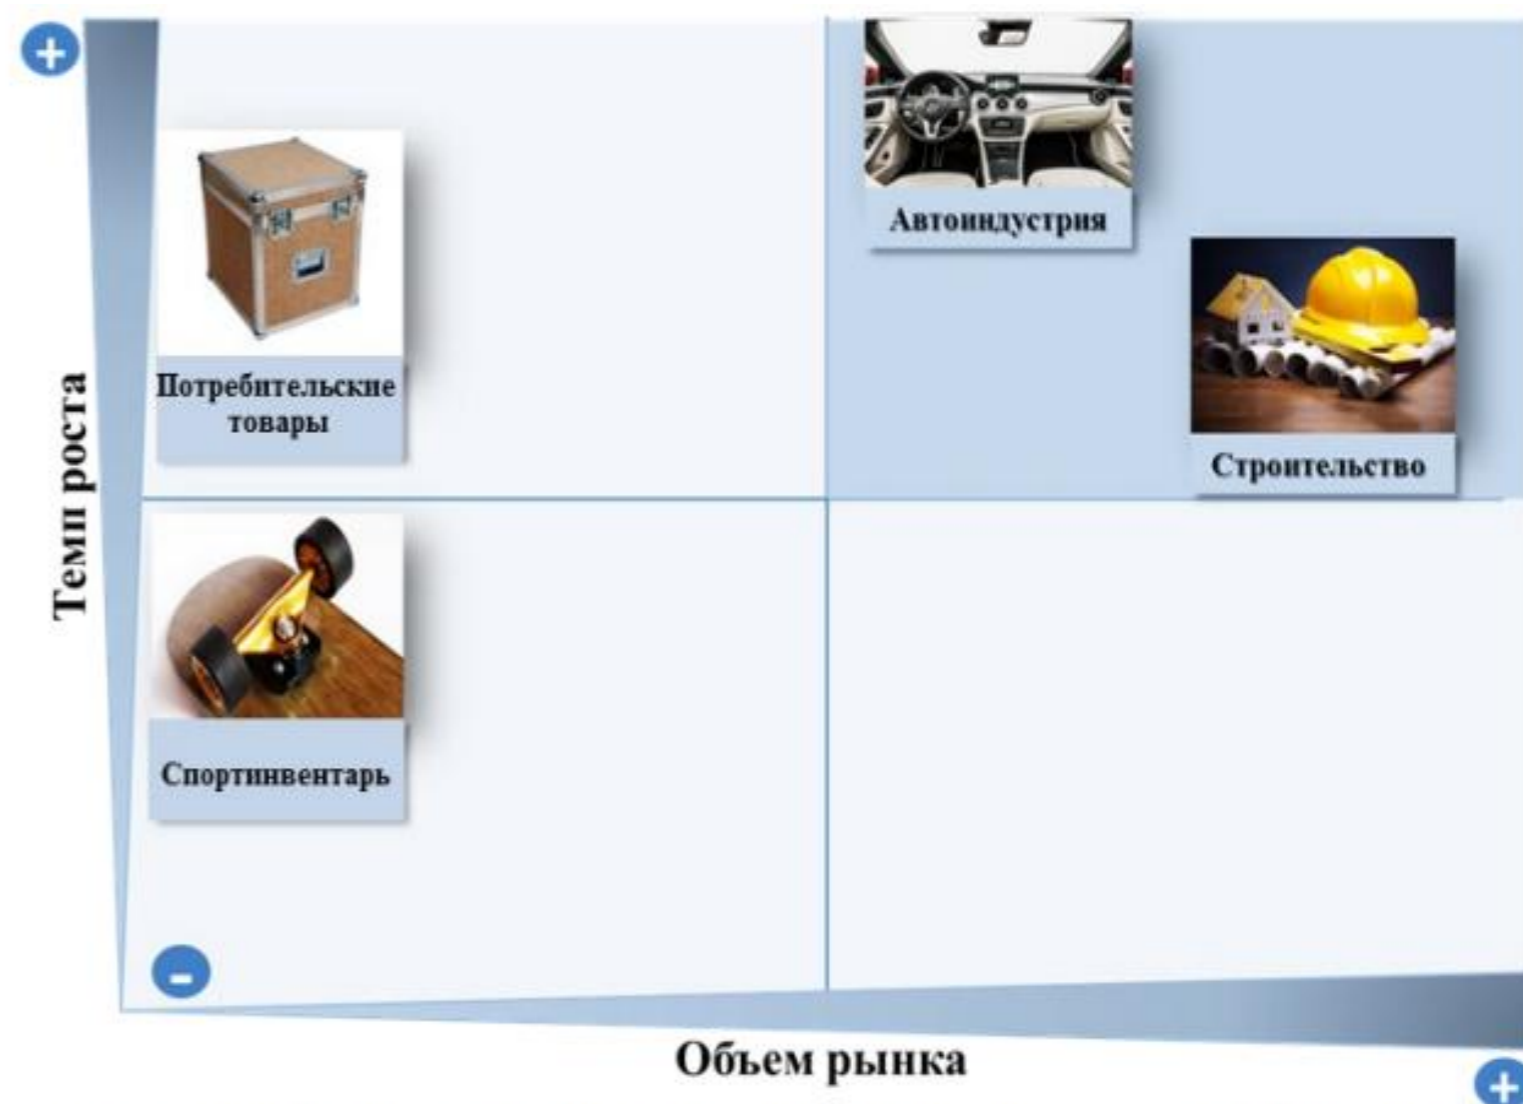 +
Автоиндустрия
Потребительские
товары
Строительство
Темп роста
Спортинвентарь
-
Объем рынка
+